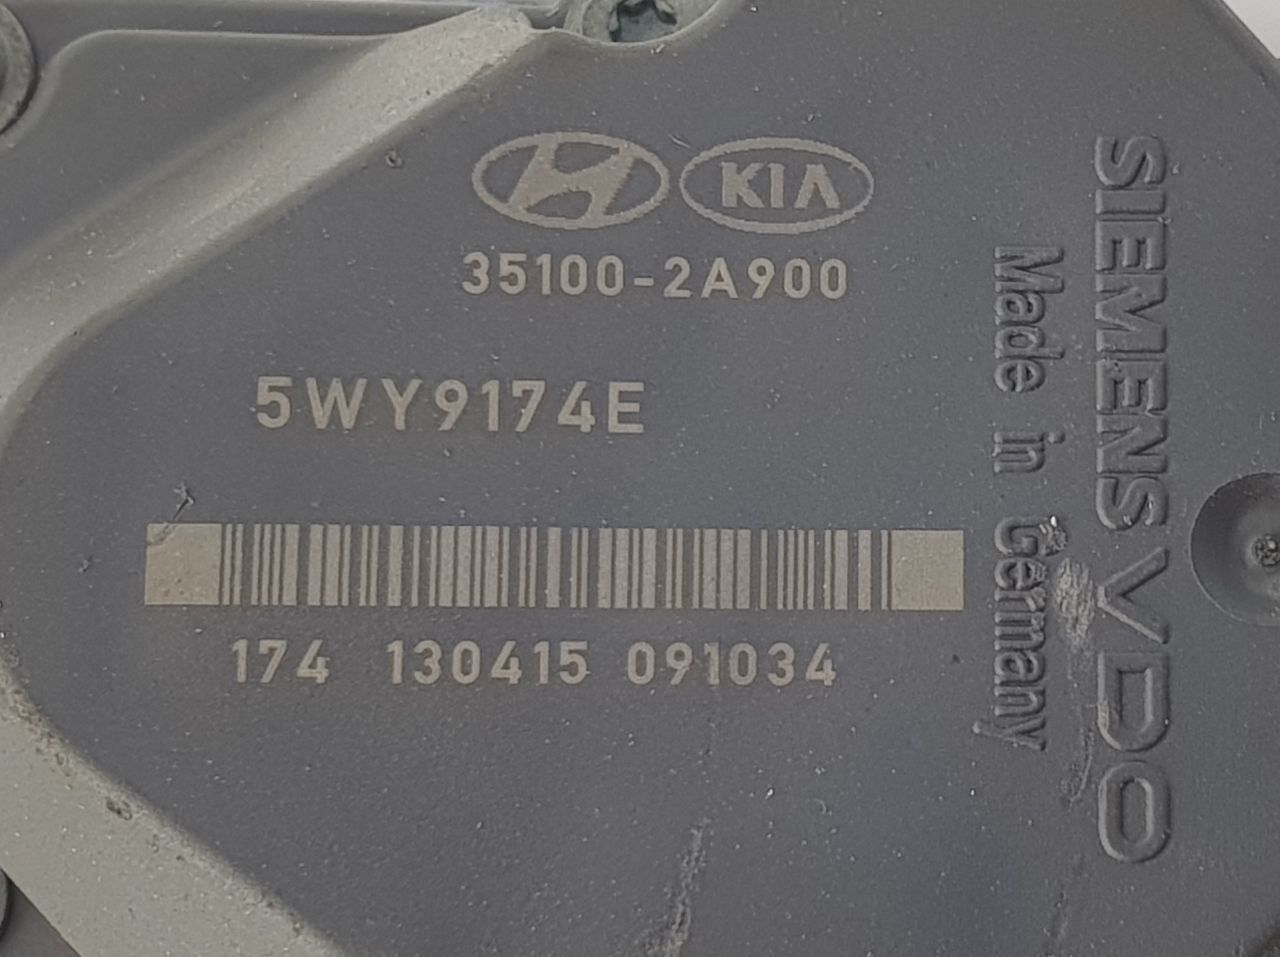 KIA
35100-2A900
5WY9174E
174 130415 091034
SIEMENS VDO
Made in Germany